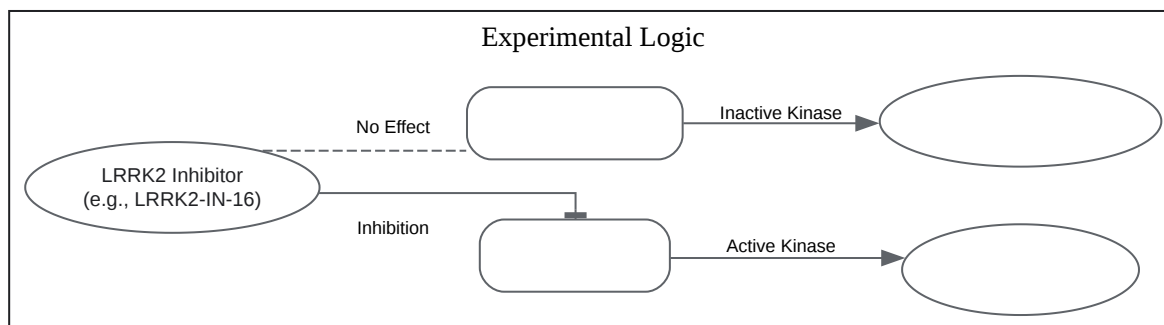 Experimental Logic
Inactive Kinase
No Effect
LRRK2 Inhibitor
(e.g., LRRK2-IN-16)
Inhibition
Active Kinase